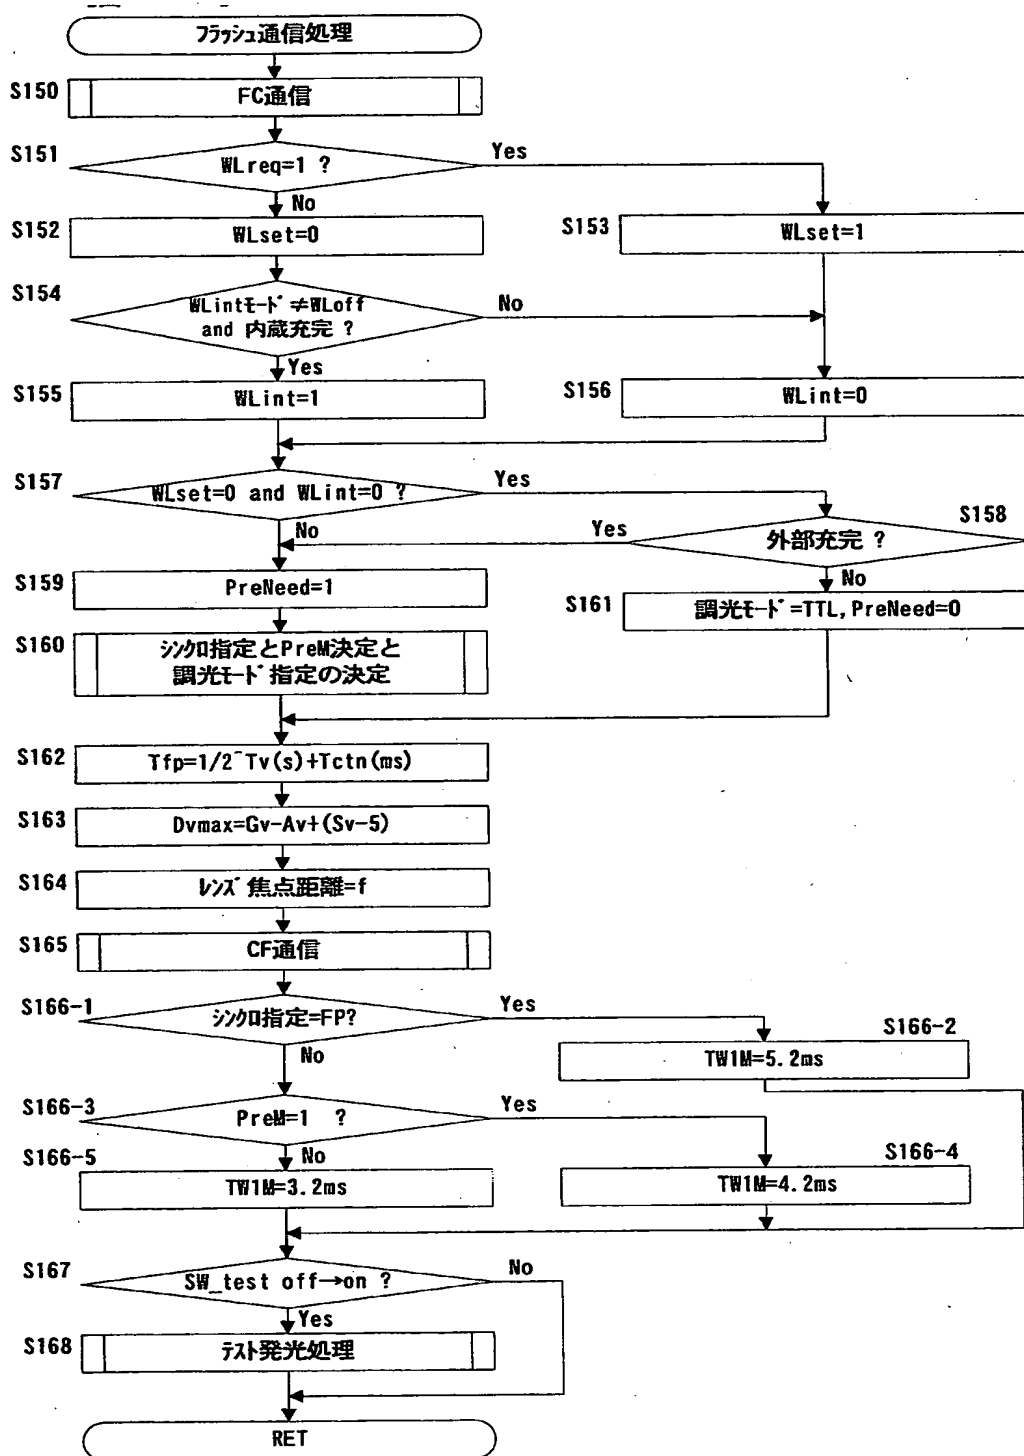 フラッシュ通信処理
S150
FC通信
S151
WLreq=1 ?
Yes
No
S152
WLset=0
S153
WLset=1
S154
WLintモード≠WLoff
and 内蔵充完 ?
No
Yes
S155
WLint=1
S156
WLint=0
S157
WLset=0 and WLint=0 ?
Yes
No
S158
外部充完 ?
Yes
No
S159
PreNeed=1
S161
調光モード=TTL,PreNeed=0
S160
シンクロ指定とPreM決定と
調光モード指定の決定
S162
Tfp=1/2^Tv(s)+Tctn(ms)
S163
Dvmax=Gv-Av+(Sv-5)
S164
レンズ焦点距離=f
S165
CF通信
S166-1
シンクロ指定=FP?
Yes
No
S166-2
TW1M=5.2ms
S166-3
PreM=1 ?
Yes
No
S166-5
TW1M=3.2ms
S166-4
TW1M=4.2ms
S167
SW_test off→on ?
No
Yes
S168
テスト発光処理
RET